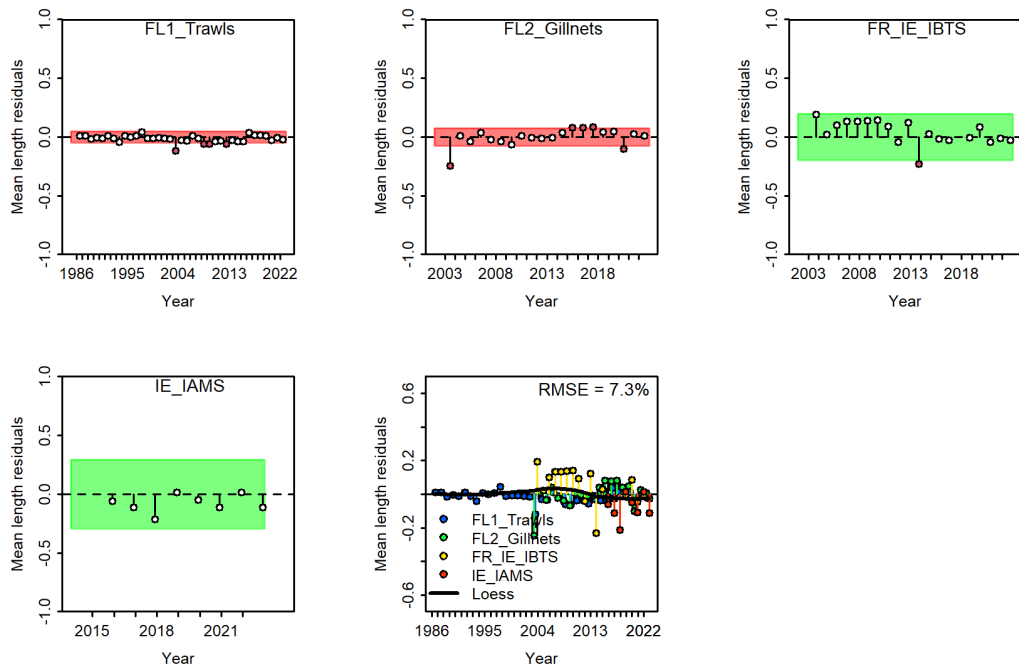 FL1_Trawls
Mean length residuals
1.0
0.5
0.0
-0.5
-1.0
1986 1995 2004 2013 2022
Year
FL2_Gillnets
Mean length residuals
1.0
0.5
0.0
-0.5
-1.0
2003 2008 2013 2018
Year
FR_IE_IBTS
Mean length residuals
1.0
0.5
0.0
-0.5
-1.0
2003 2008 2013 2018
Year
IE_IAMS
Mean length residuals
1.0
0.5
0.0
-0.5
-1.0
2015 2018 2021
Year
RMSE = 7.3%
Mean length residuals
0.6
0.2
-0.2
-0.6
FL1_Trawls
FL2_Gillnets
FR_IE_IBTS
IE_IAMS
Loess
1986 1995 2004 2013 2022
Year